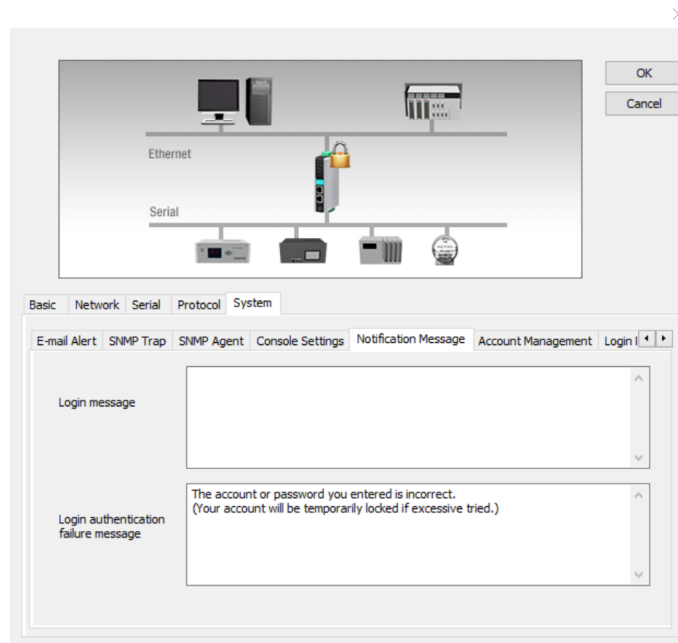 OK
Cancel
Ethernet
Serial
Basic Network Serial Protocol System
E-mail Alert SNMP Trap SNMP Agent Console Settings Notification Message Account Management Login
Login message
The account or password you entered is incorrect.
(Your account will be temporarily locked if excessive tried.)
Login authentication
failure message